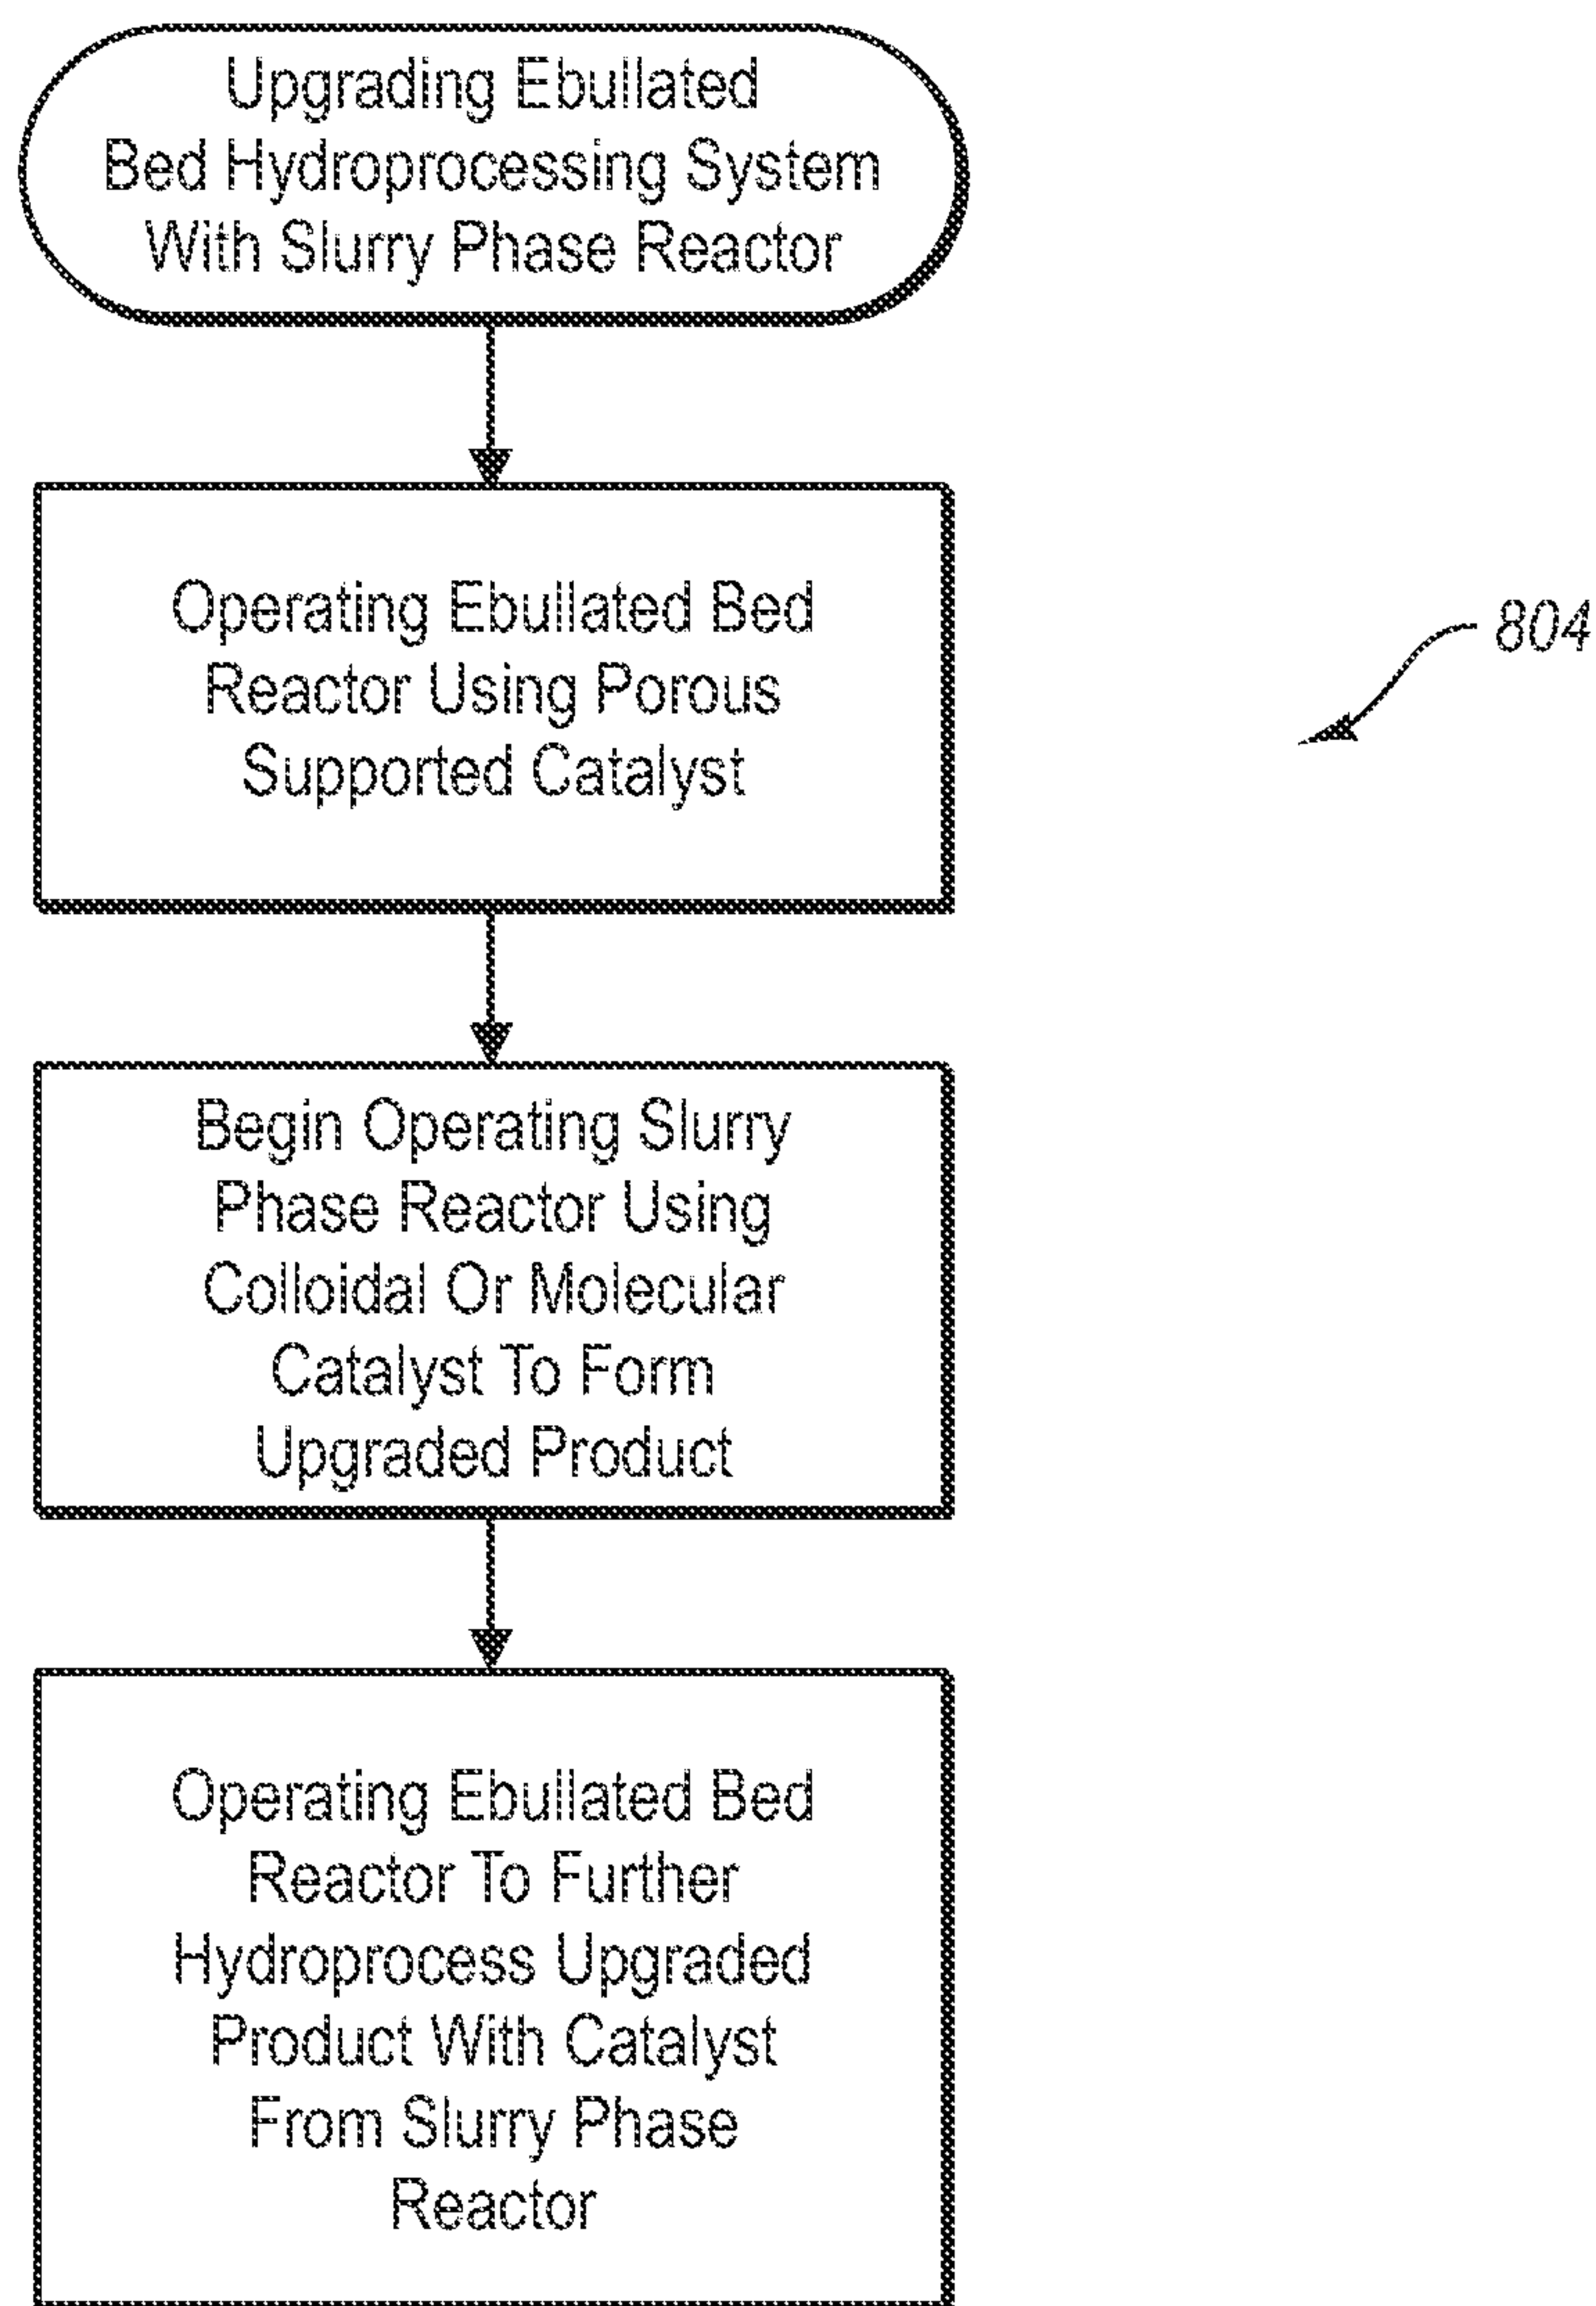 Upgrading Ebullated
Bed Hydroprocessing System
With Slurry Phase Reactor
Operating Ebullated Bed
Reactor Using Porous
Supported Catalyst
804
Begin Operating Slurry
Phase Reactor Using
Colloidal Or Molecular
Catalyst To Form
Upgraded Product
Operating Ebullated Bed
Reactor To Further
Hydroprocess Upgraded
Product With Catalyst
From Slurry Phase
Reactor